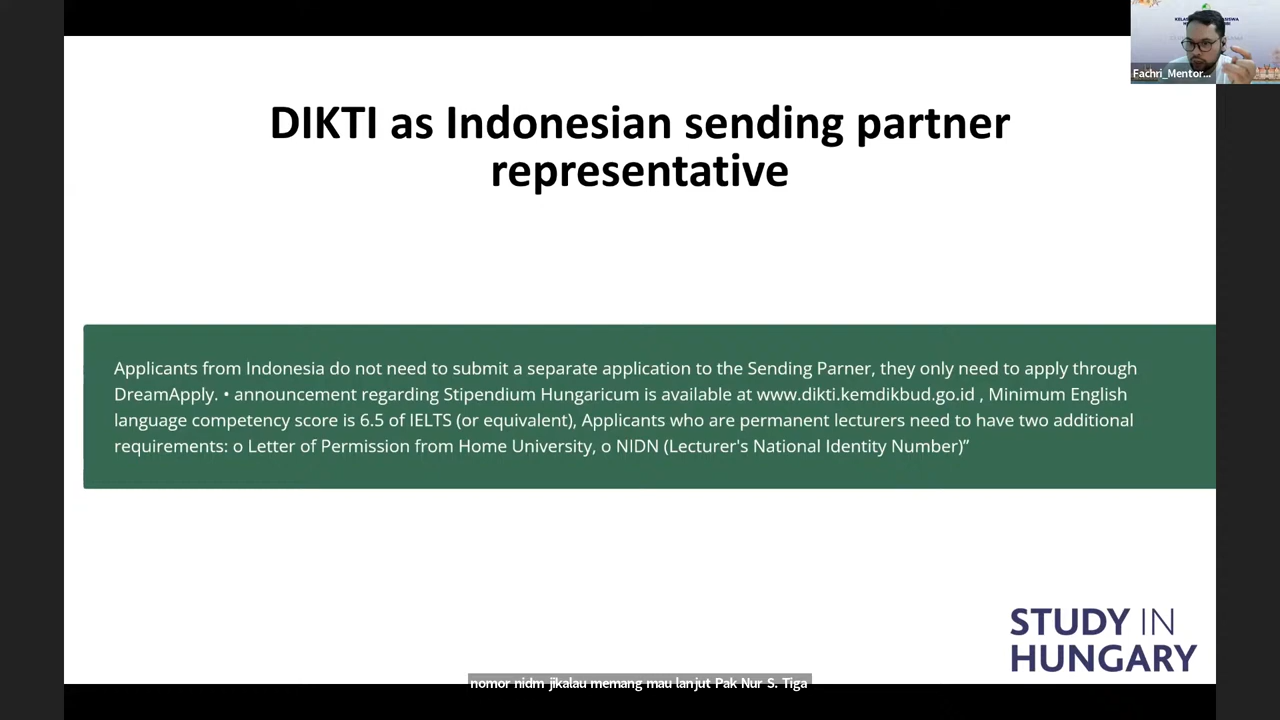 DIKTI as Indonesian sending partner
representative
Fachri_Mentor...
Applicants from Indonesia do not need to submit a separate application to the Sending Parner, they only need to apply through
DreamApply. • announcement regarding Stipendium Hungaricum is available at www.dikti.kemdikbud.go.id , Minimum English
language competency score is 6.5 of IELTS (or equivalent), Applicants who are permanent lecturers need to have two additional
requirements: o Letter of Permission from Home University, o NIDN (Lecturer's National Identity Number)”
STUDY IN
HUNGARY
nomor nidm jikalau memang mau lanjut Pak Nur S. Tiga